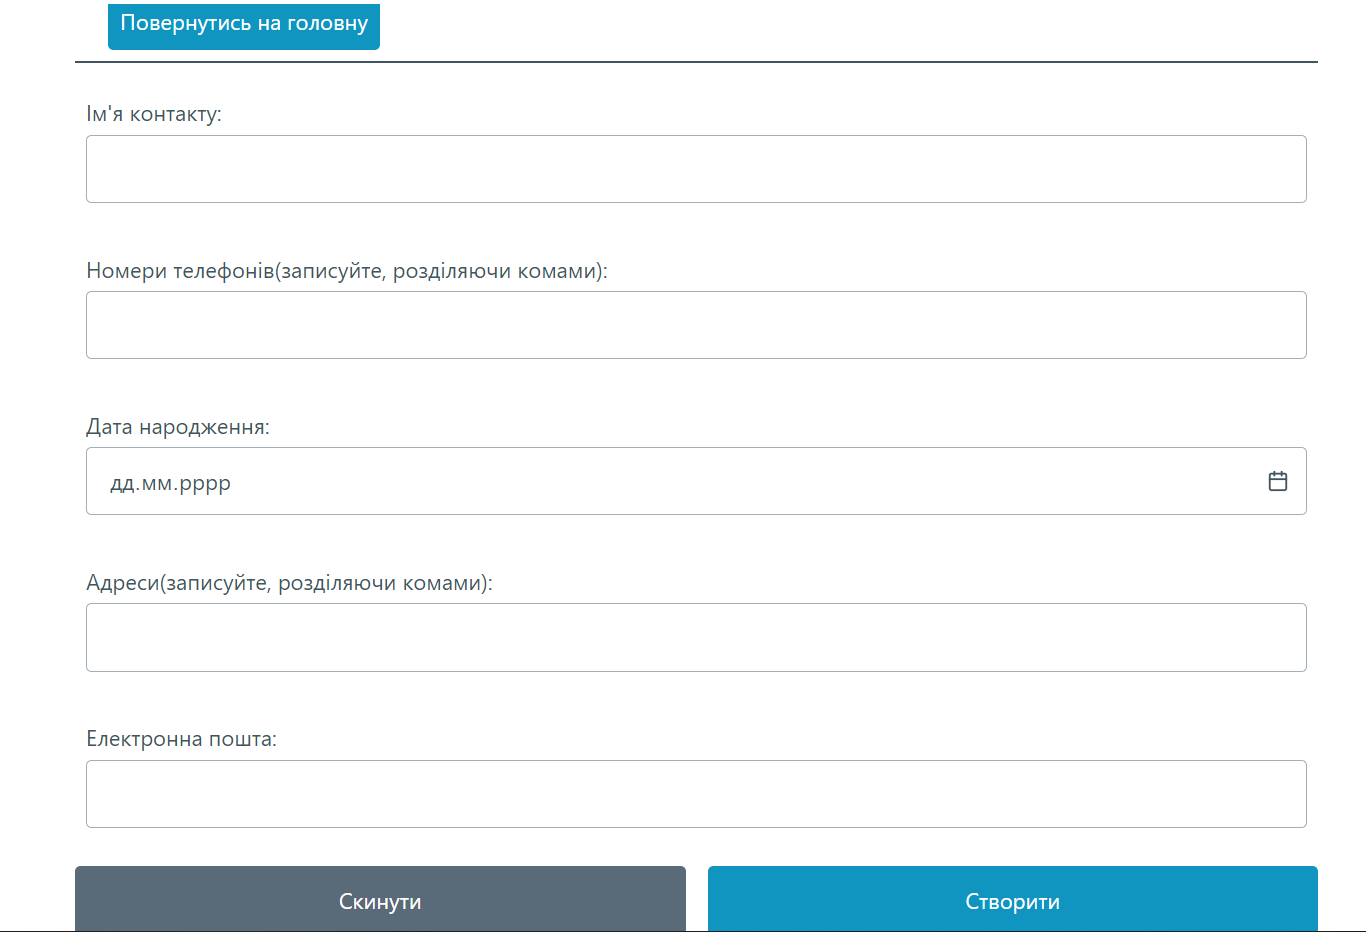 Повернутись на головну
Ім'я контакту:
Номери телефонів(записуйте, розділяючи комами):
Дата народження:
дд.мм.рррр
Адреси(записуйте, розділяючи комами):
Електронна пошта:
Скинути
Створити